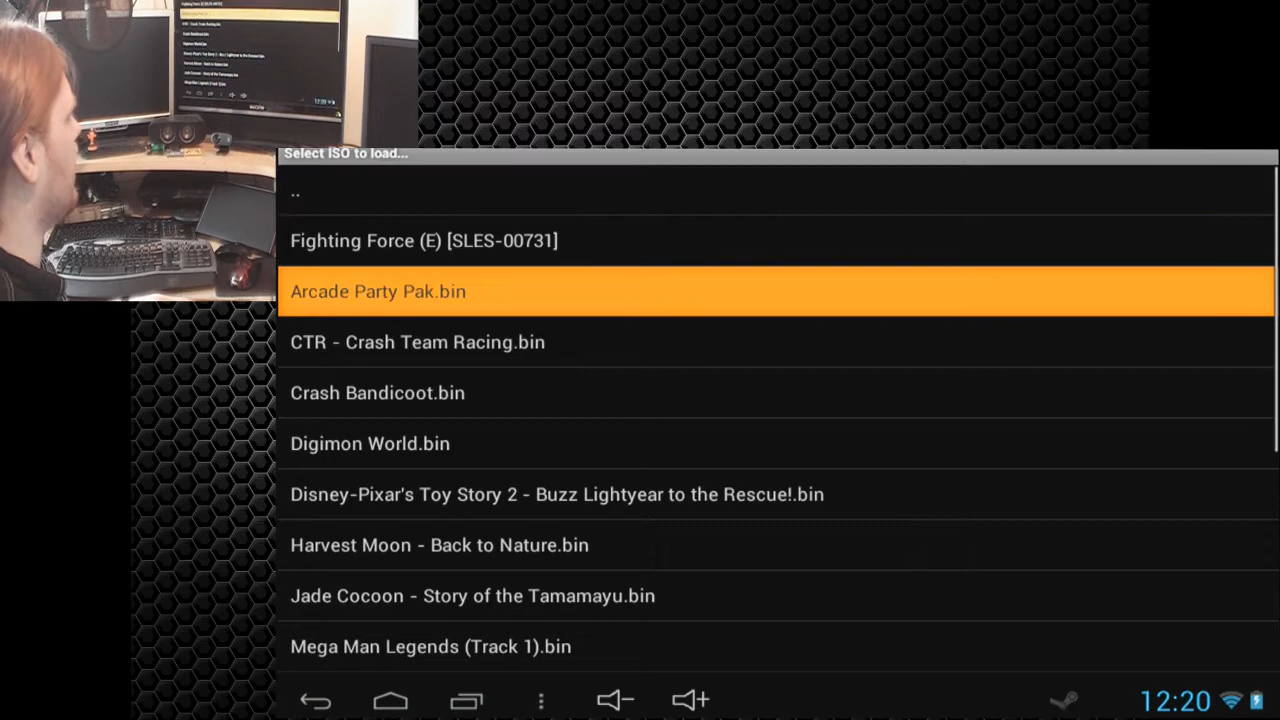 Select ISO to load...
..
Fighting Force (E) [SLES-00731]
Arcade Party Pak.bin
CTR - Crash Team Racing.bin
Crash Bandicoot.bin
Digimon World.bin
Disney-Pixar's Toy Story 2 - Buzz Lightyear to the Rescue!.bin
Harvest Moon - Back to Nature.bin
Jade Cocoon - Story of the Tamamayu.bin
Mega Man Legends (Track 1).bin
12:20